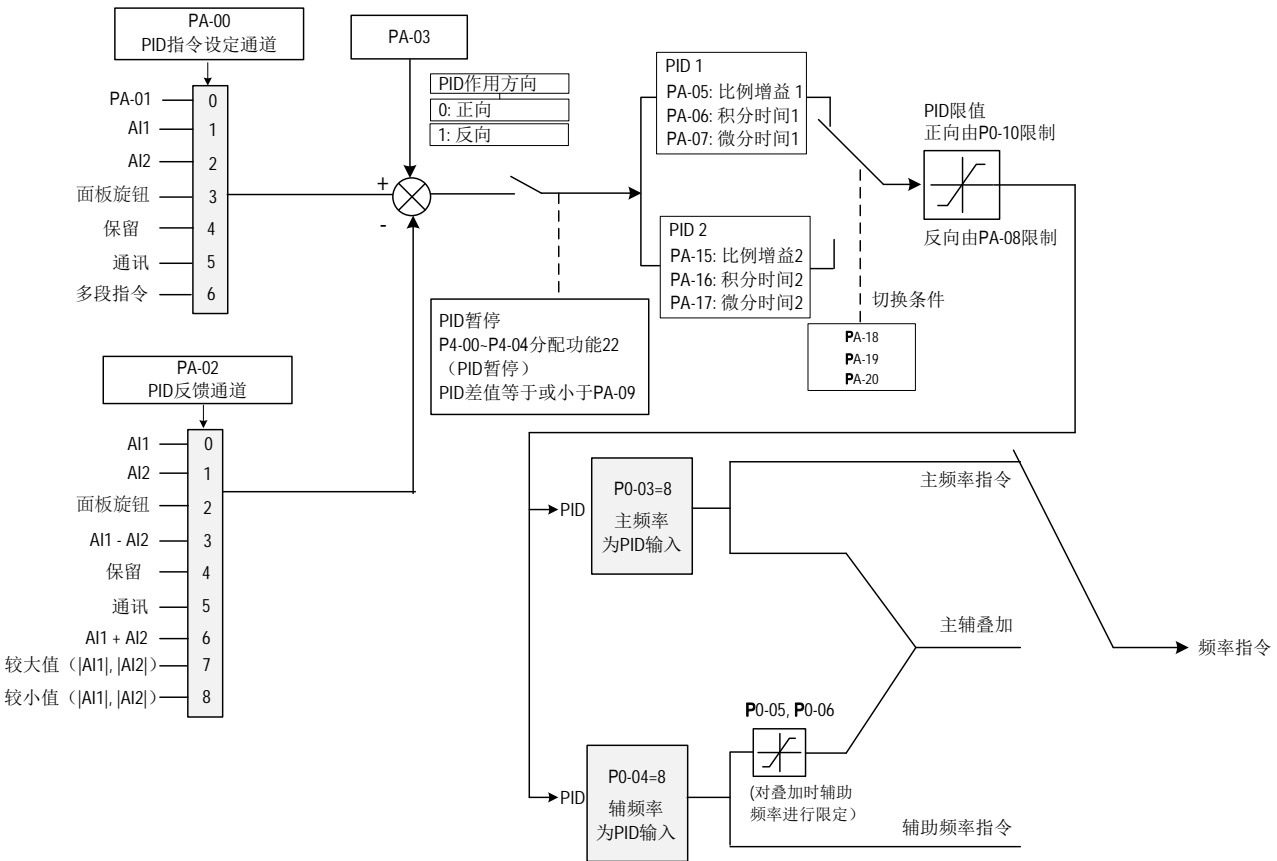 PA-00
PID指令设定通道
PA-01
0
AI1
1
AI2
2
面板旋钮
3
保留
4
通讯
5
多段指令
6
PA-03
PID作用方向
0: 正向
1: 反向
+
-
PID 1
PA-05: 比例增益 1
PA-06: 积分时间1
PA-07: 微分时间1
PID 2
PA-15: 比例增益2
PA-16: 积分时间2
PA-17: 微分时间2
PID限值
正向由P0-10限制
反向由PA-08限制
切换条件
PA-18
PA-19
PA-20
PID暂停
P4-00~P4-04分配功能22
（PID暂停）
PID差值等于或小于PA-09
PA-02
PID反馈通道
AI1
0
AI2
1
面板旋钮
2
AI1 - AI2
3
保留
4
通讯
5
AI1 + AI2
6
较大值（|AI1|, |AI2|）
7
较小值（|AI1|, |AI2|）
8
PID
P0-03=8
主频率
为PID输入
主频率指令
主辅叠加
频率指令
P0-05, P0-06
(对叠加时辅助
频率进行限定）
PID
P0-04=8
辅频率
为PID输入
辅助频率指令